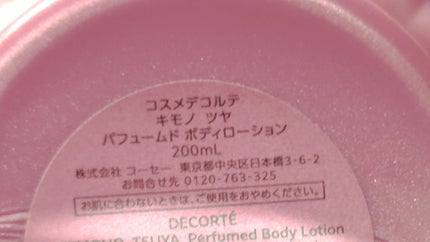 コスメデコルテ
キモノ ツヤ
パフュームド ボディローション
200mL
株式会社 コーセー 東京都中央区日本橋3-6-2
お問合せ先 0120-763-325
お肌に合わないときは、ご使用をおやめください。
DECORTÉ
TSUYA Perfumed Body Lotion